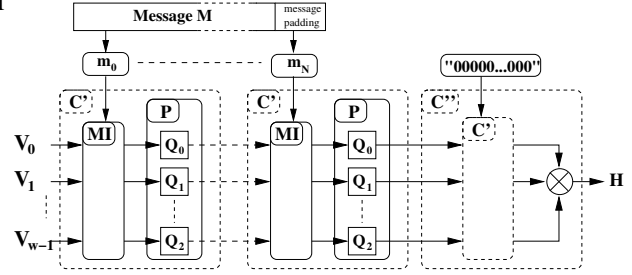 1
Message M
message
padding
m0 mN "00000...000"
C' C' C''
P P C'
MI MI
V0 Q0 Q0
V1 Q1 Q1 H
Vw−1 Q2 Q2